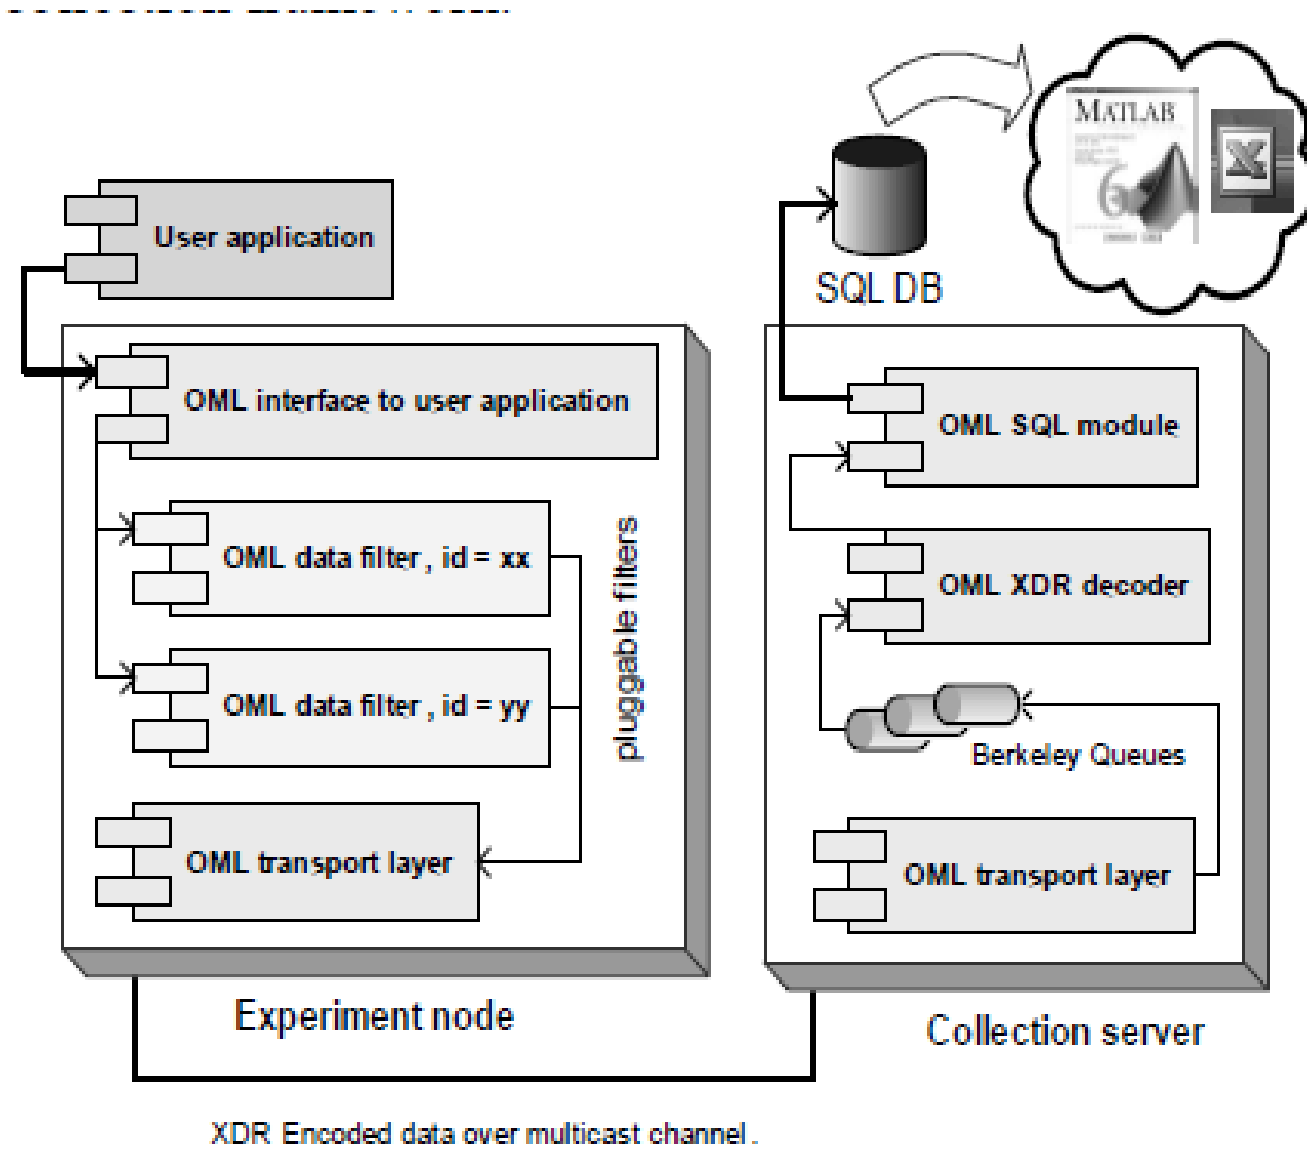 MATLAB
6
User application
SQL DB
OML interface to user application
OML SQL module
OML data filter, id = xx
OML XDR decoder
pluggable filters
OML data filter, id = yy
Berkeley Queues
OML transport layer
OML transport layer
Experiment node
Collection server
XDR Encoded data over multicast channel.